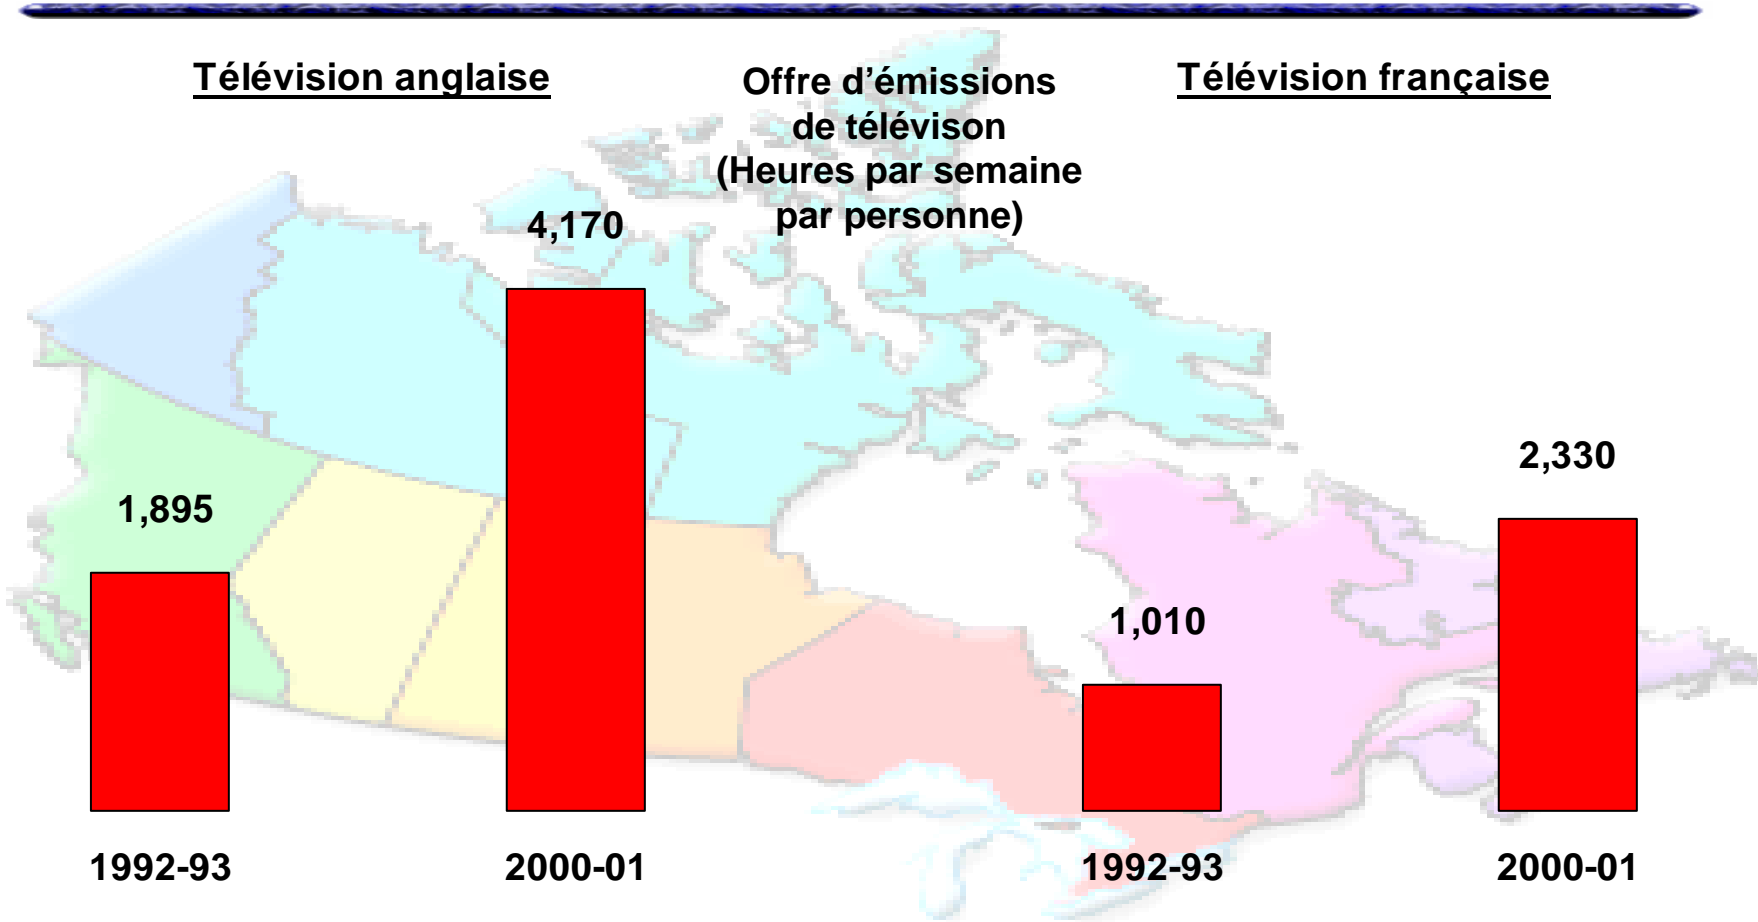 Télévision anglaise
Offre d'émissions
de télévison
(Heures par semaine
par personne)
Télévision française
4,170
1,895
2,330
1,010
1992-93
2000-01
1992-93
2000-01